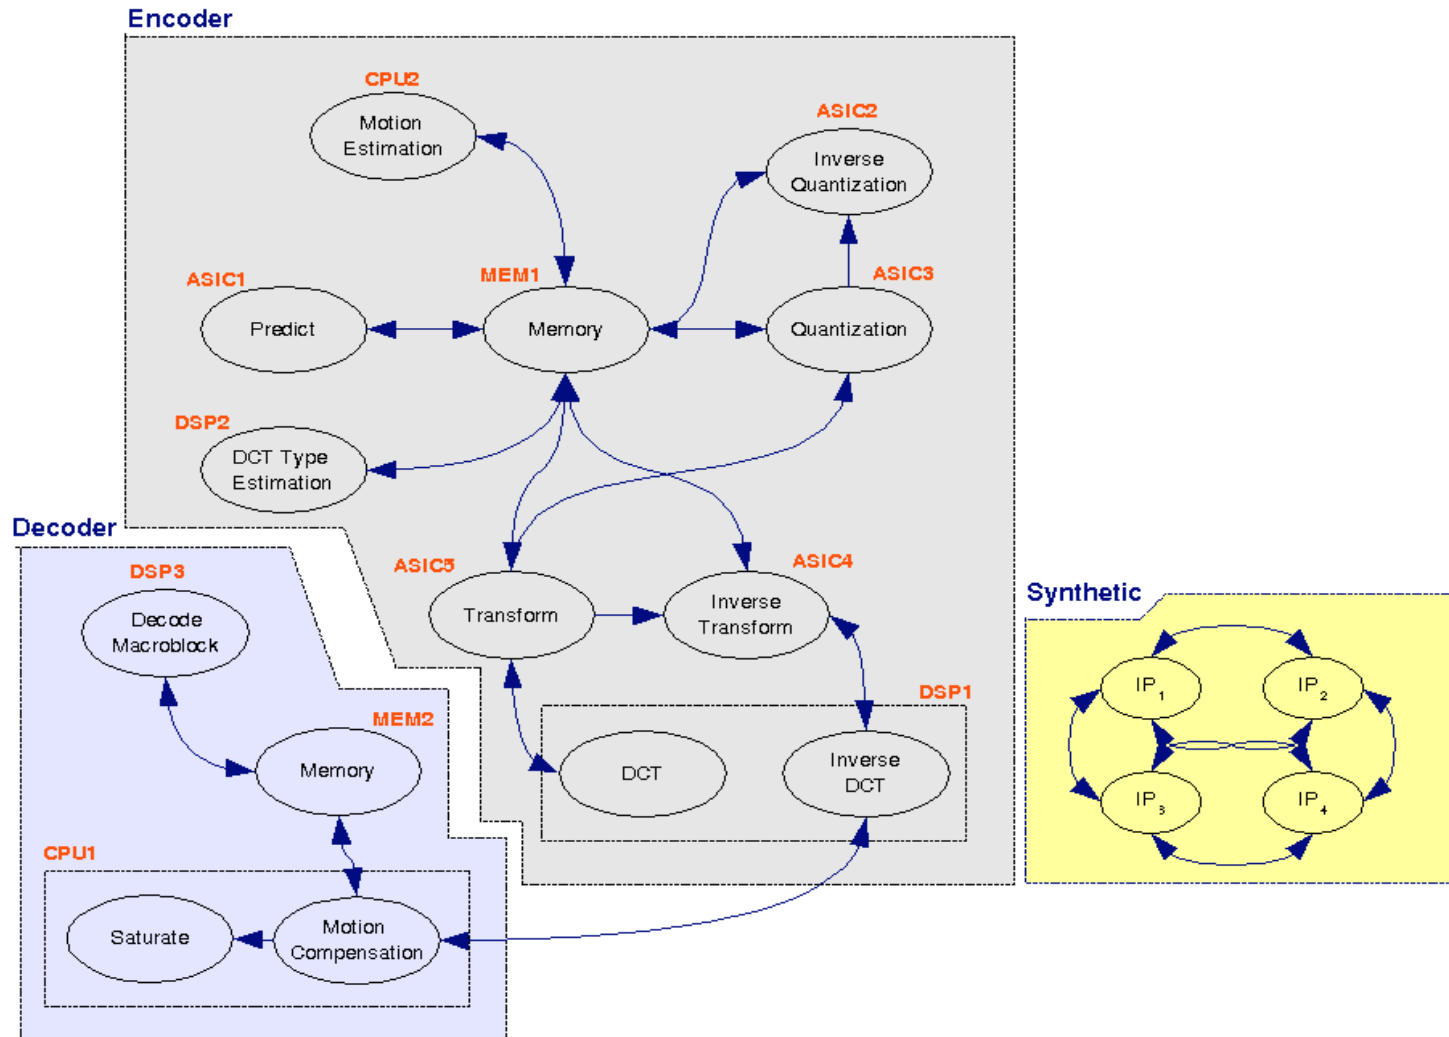 Encoder
CPU2
Motion
Estimation
ASIC2
Inverse
Quantization
ASIC1
Predict
MEM1
Memory
ASIC3
Quantization
DSP2
DCT Type
Estimation
ASIC5
Transform
ASIC4
Inverse
Transform
DSP1
DCT
Inverse
DCT
Decoder
DSP3
Decode
Macroblock
MEM2
Memory
CPU1
Saturate
Motion
Compensation
Synthetic
IP1
IP2
IP3
IP4